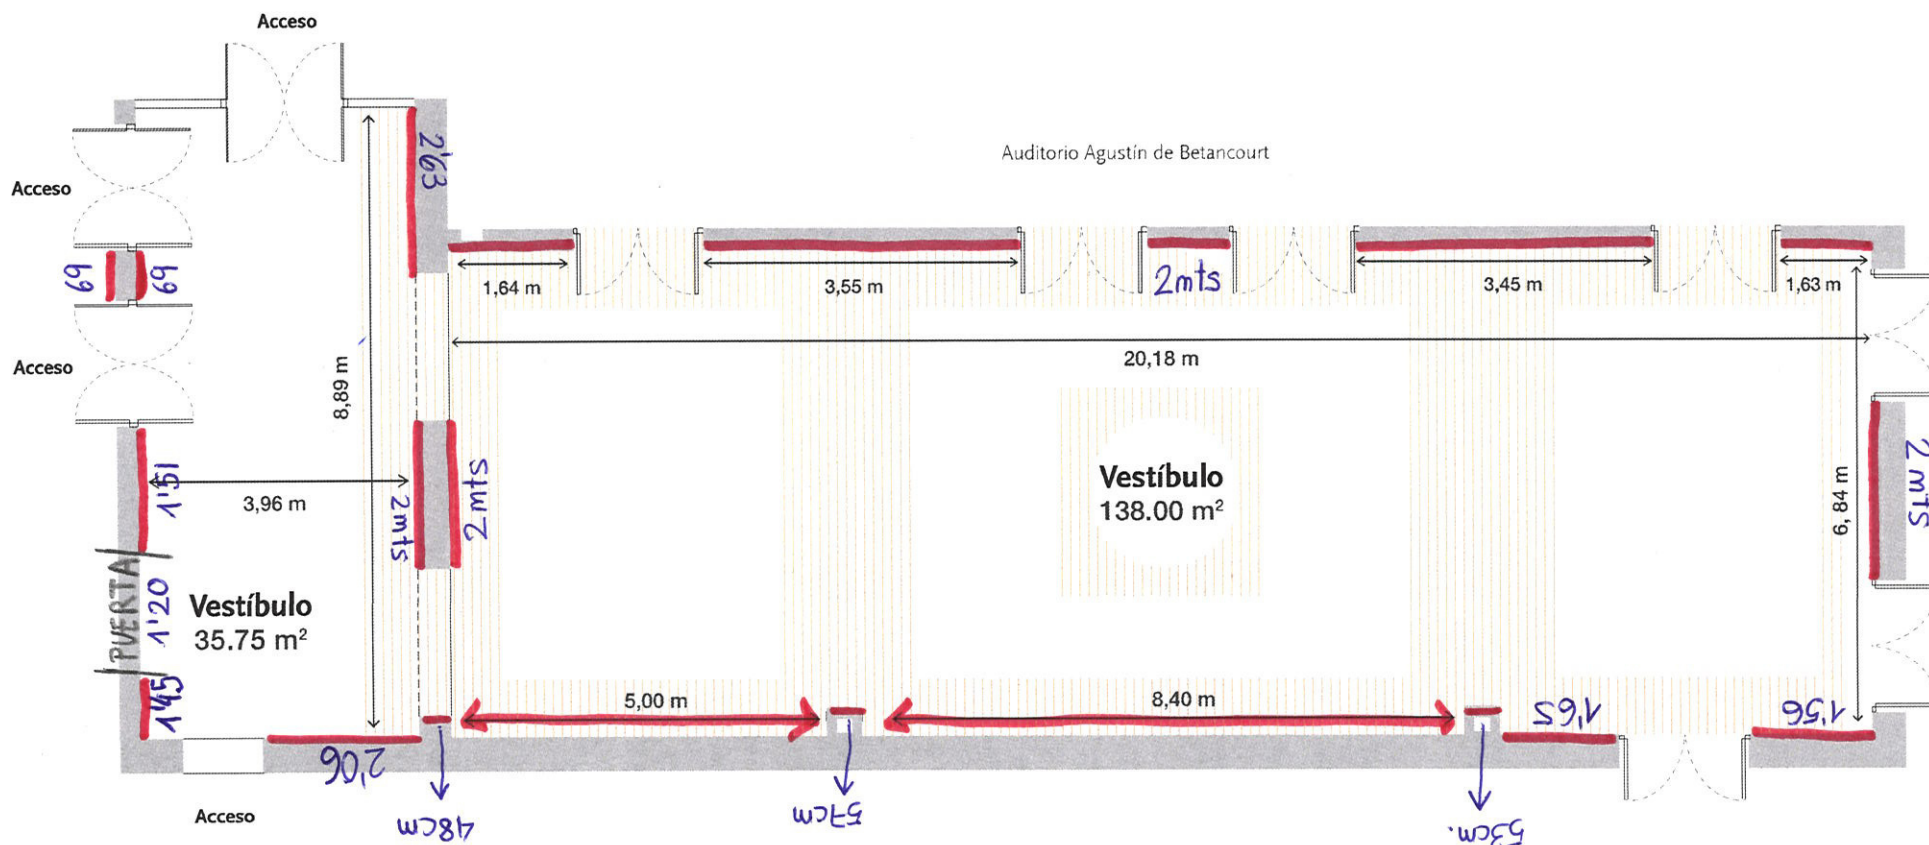 Acceso
Auditorio Agustín de Betancourt
2'63
Acceso
69
69
1,64 m
3,55 m
2mts
3,45 m
1,63 m
20,18 m
Acceso
8,89 m
3,96 m
1'51
2mts
2mts
Vestíbulo
138.00 m²
6, 84 m
2 mts
PUERTA
1'20
Vestíbulo
35.75 m²
1'45
5,00 m
8,40 m
1'65
1'56
2'06
Acceso
48cm
57cm
53cm.